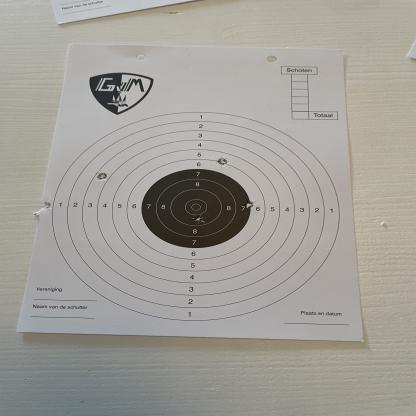 Naam van de schutter
GvM
Schoten
Totaal
1
2
3
4
5
6
7
8
1 2 3 4 5 6 7 8 8 7 6 5 4 3 2 1
8
7
6
5
4
3
2
1
Vereniging
Naam van de schutter
Plaats en datum